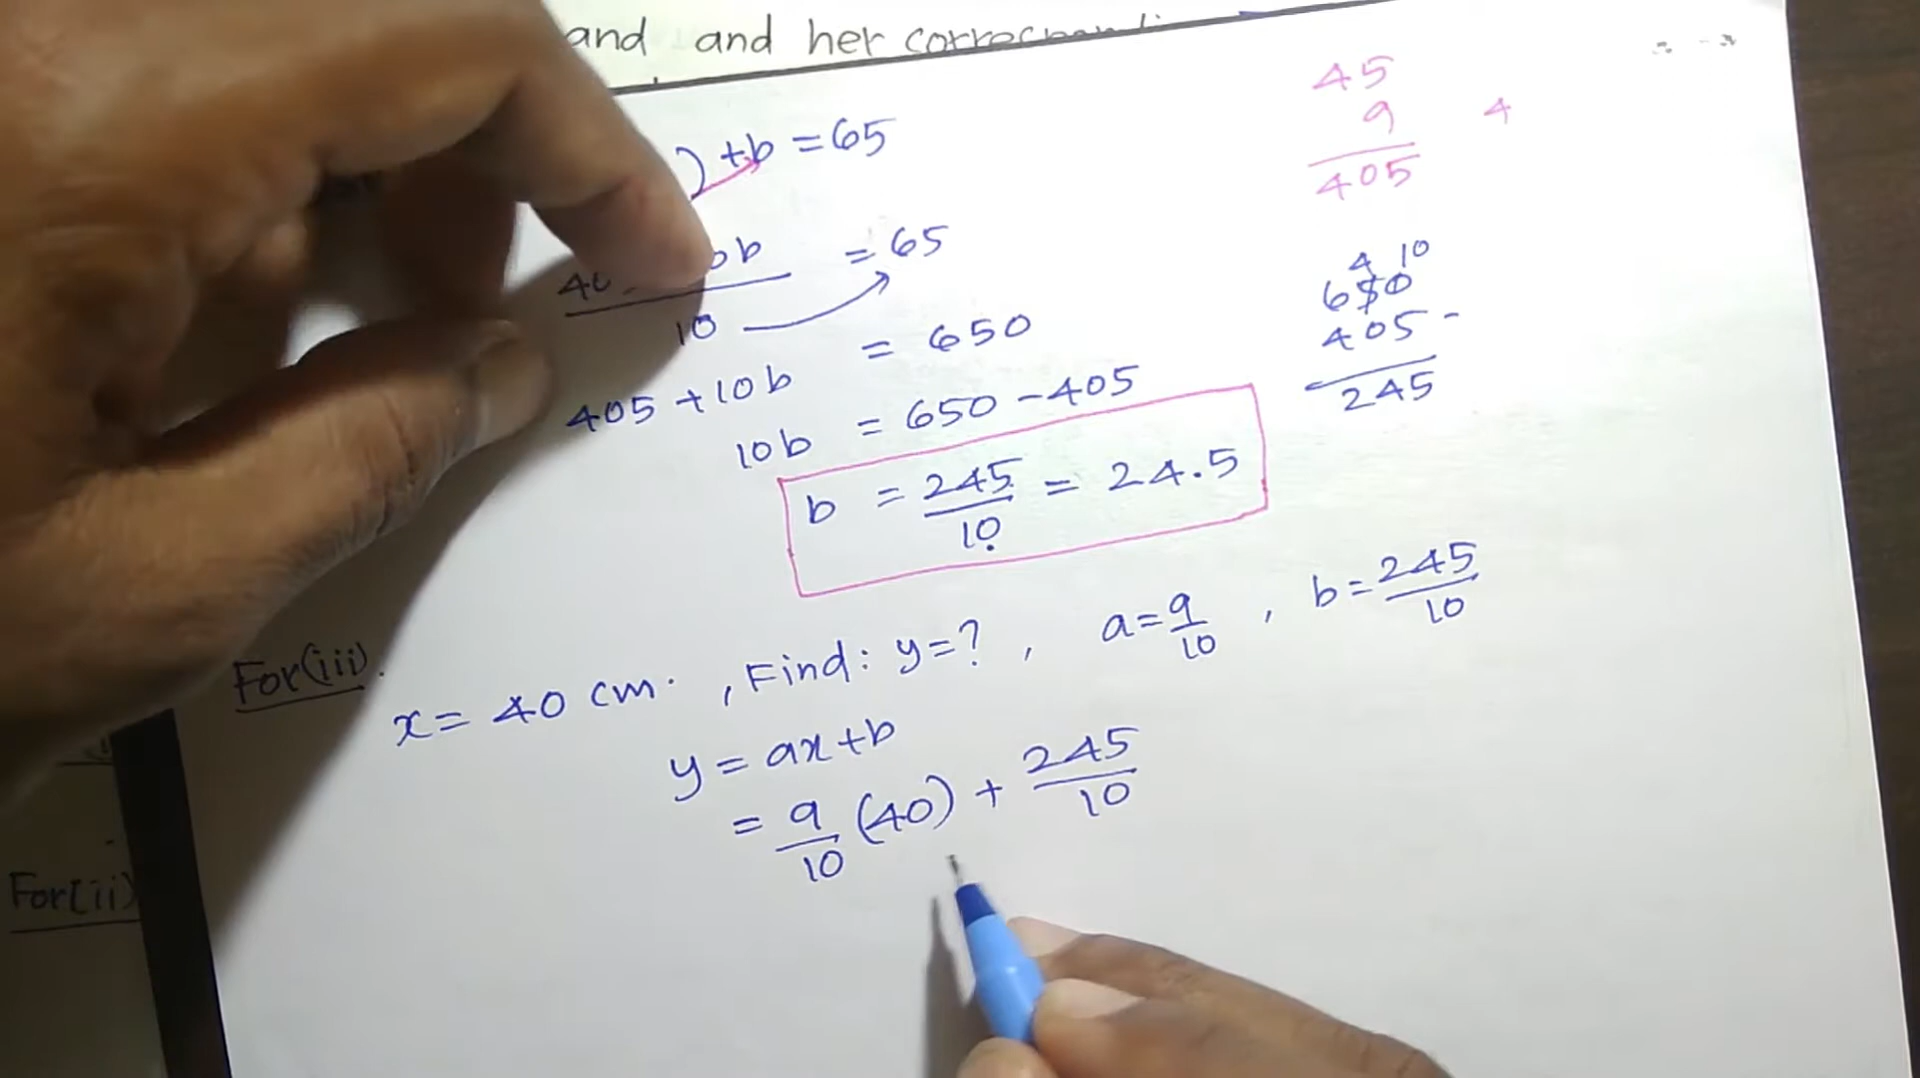 and and her
) + b = 65
= 65
10
405 + 10b = 650
10b = 650 - 405
b = 245/10 = 24.5
45
9 4
405
4 10
650
405 -
245
For(iii).
x = 40 cm. , Find: y = ? , a = 9/10 , b = 245/10
y = ax + b
= 9/10 (40) + 245/10
For(ii)